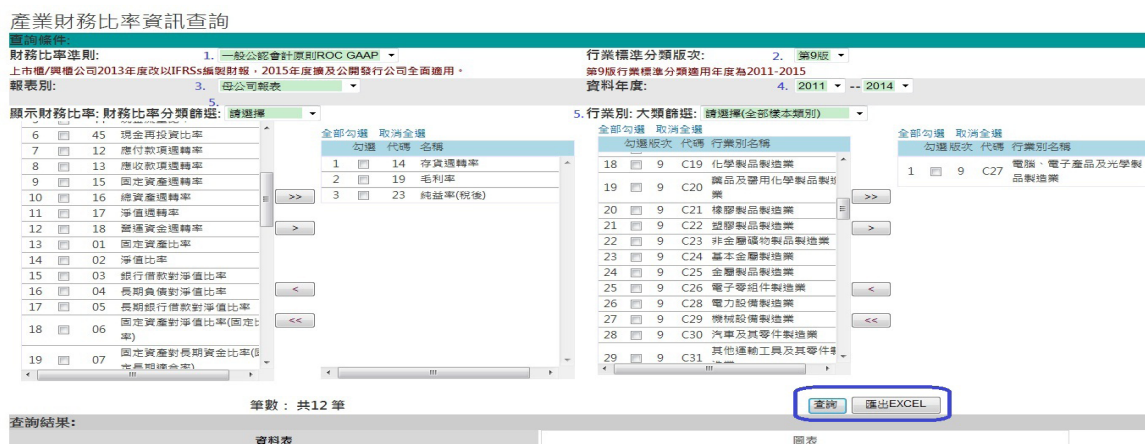 產業財務比率資訊查詢
查詢條件:
財務比率準則: 1. 一般公認會計原則ROC GAAP 行業標準分類版次: 2. 第9版
上市櫃/興櫃公司2013年度改以IFRSs編製財報，2015年度擴及公開發行公司全面適用。 第9版行業標準分類適用年度為2011-2015
報表別: 3. 母公司報表 資料年度: 4. 2011 -- 2014
5.
顯示財務比率: 財務比率分類篩選: 請選擇 5. 行業別: 大類篩選: 請選擇(全部樣本類別)
6 45 現金再投資比率
7 12 應付款項週轉率
8 13 應收款項週轉率
9 15 固定資產週轉率
10 16 總資產週轉率
11 17 淨值週轉率
12 18 營運資金週轉率
13 01 固定資產比率
14 02 淨值比率
15 03 銀行借款對淨值比率
16 04 長期負債對淨值比率
17 05 長期銀行借款對淨值比率
18 06 固定資產對淨值比率(固定比
率)
19 07 固定資產對長期資金比率(固
定長期適合率)
>>
>
<
<<
全部勾選 取消全選
勾選 代碼 名稱
1 14 存貨週轉率
2 19 毛利率
3 23 純益率(稅後)
全部勾選 取消全選
勾選 版次 代碼 行業別名稱
18 9 C19 化學製品製造業
19 9 C20 藥品及醫用化學製品製造
業
20 9 C21 橡膠製品製造業
21 9 C22 塑膠製品製造業
22 9 C23 非金屬礦物製品製造業
23 9 C24 基本金屬製造業
24 9 C25 金屬製品製造業
25 9 C26 電子零組件製造業
26 9 C28 電力設備製造業
27 9 C29 機械設備製造業
28 9 C30 汽車及其零件製造業
29 9 C31 其他運輸工具及其零件製
>>
>
<
<<
全部勾選 取消全選
勾選 版次 代碼 行業別名稱
1 9 C27 電腦、電子產品及光學製
品製造業
筆數 : 共12 筆 查詢 匯出EXCEL
查詢結果:
資料表 圖表